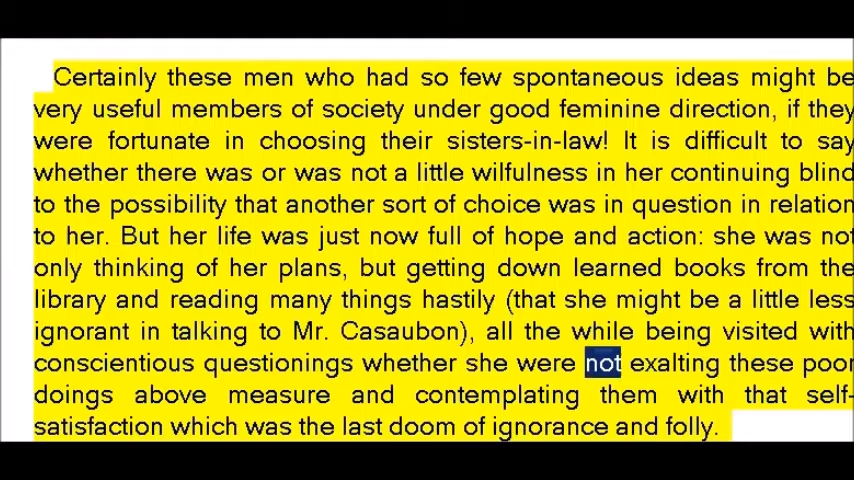 Certainly these men who had so few spontaneous ideas might be
very useful members of society under good feminine direction, if they
were fortunate in choosing their sisters-in-law! It is difficult to say
whether there was or was not a little wilfulness in her continuing blind
to the possibility that another sort of choice was in question in relation
to her. But her life was just now full of hope and action: she was not
only thinking of her plans, but getting down learned books from the
library and reading many things hastily (that she might be a little less
ignorant in talking to Mr. Casaubon), all the while being visited with
conscientious questionings whether she were not exalting these poor
doings above measure and contemplating them with that self-
satisfaction which was the last doom of ignorance and folly.